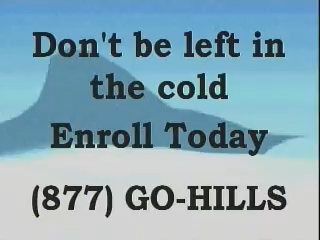 Don't be left in
the cold
Enroll Today
(877) GO-HILLS